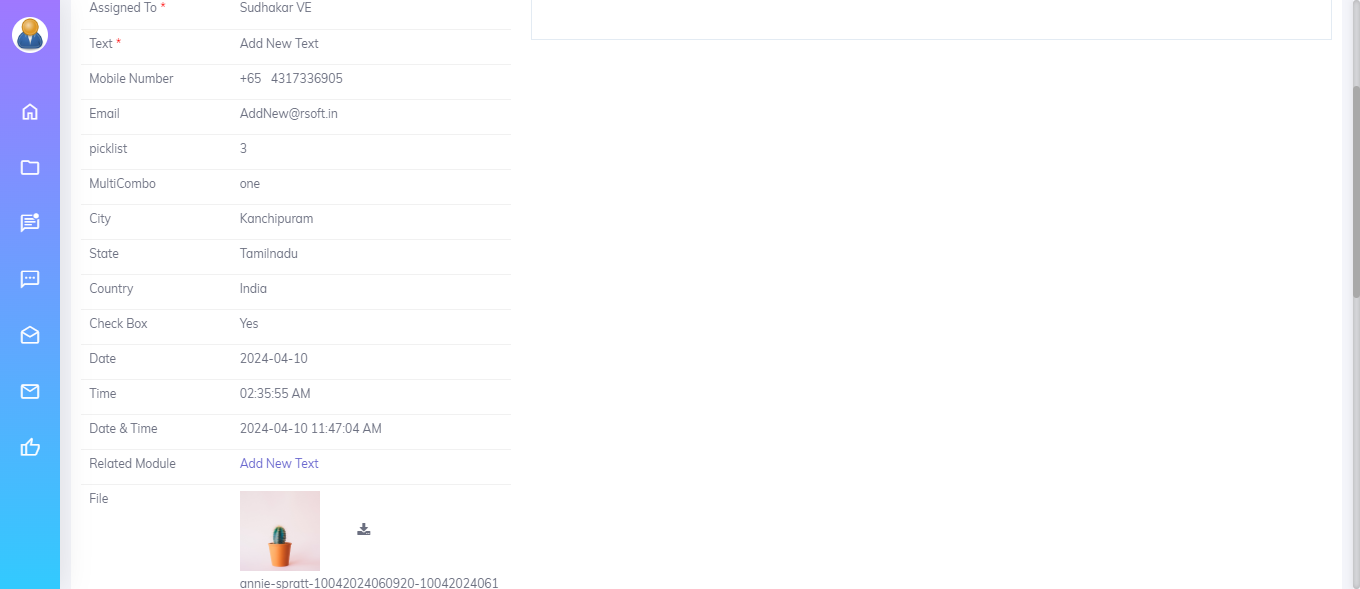 Assigned To * Sudhakar VE
Text * Add New Text
Mobile Number +65 4317336905
Email AddNew@rsoft.in
picklist 3
MultiCombo one
City Kanchipuram
State Tamilnadu
Country India
Check Box Yes
Date 2024-04-10
Time 02:35:55 AM
Date & Time 2024-04-10 11:47:04 AM
Related Module Add New Text
File
annie-spratt-10042024060920-10042024061